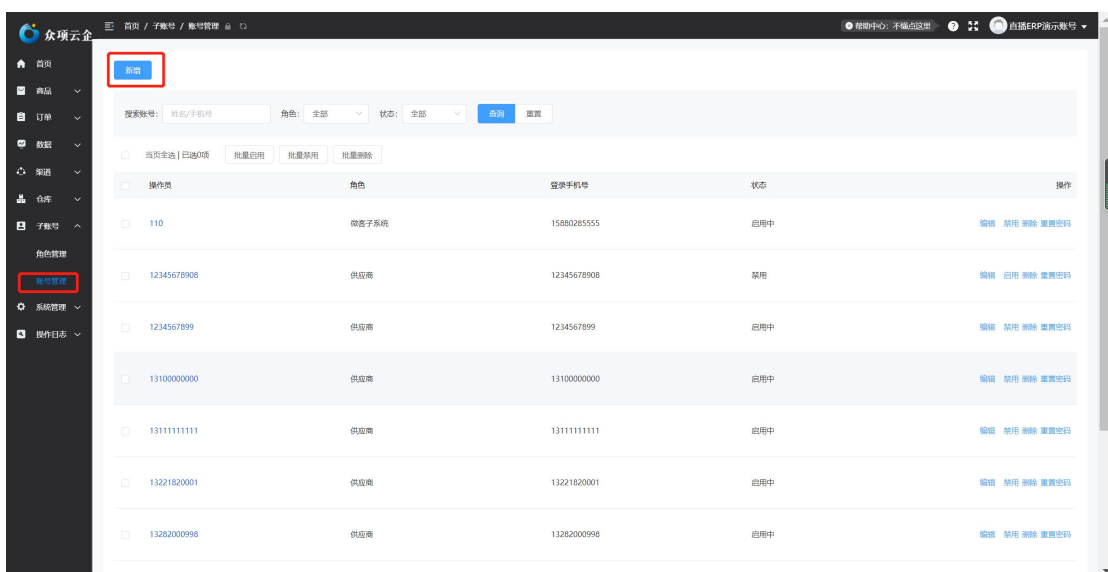 众项云企
首页 / 子账号 / 账号管理
帮助中心：不懂点这里
直播ERP演示账号
首页
商品
订单
数据
渠道
仓库
子账号
角色管理
账号管理
系统管理
操作日志
新增
搜索账号: 姓名/手机号 角色: 全部 状态: 全部 查询 重置
当页全选 | 已选0项 批量启用 批量禁用 批量删除
操作员 角色 登录手机号 状态 操作
110 微客子系统 15880285555 启用中 编辑 禁用 删除 重置密码
12345678908 供应商 12345678908 禁用 编辑 启用 删除 重置密码
1234567899 供应商 1234567899 启用中 编辑 禁用 删除 重置密码
13100000000 供应商 13100000000 启用中 编辑 禁用 删除 重置密码
13111111111 供应商 13111111111 启用中 编辑 禁用 删除 重置密码
13221820001 供应商 13221820001 启用中 编辑 禁用 删除 重置密码
13282000998 供应商 13282000998 启用中 编辑 禁用 删除 重置密码